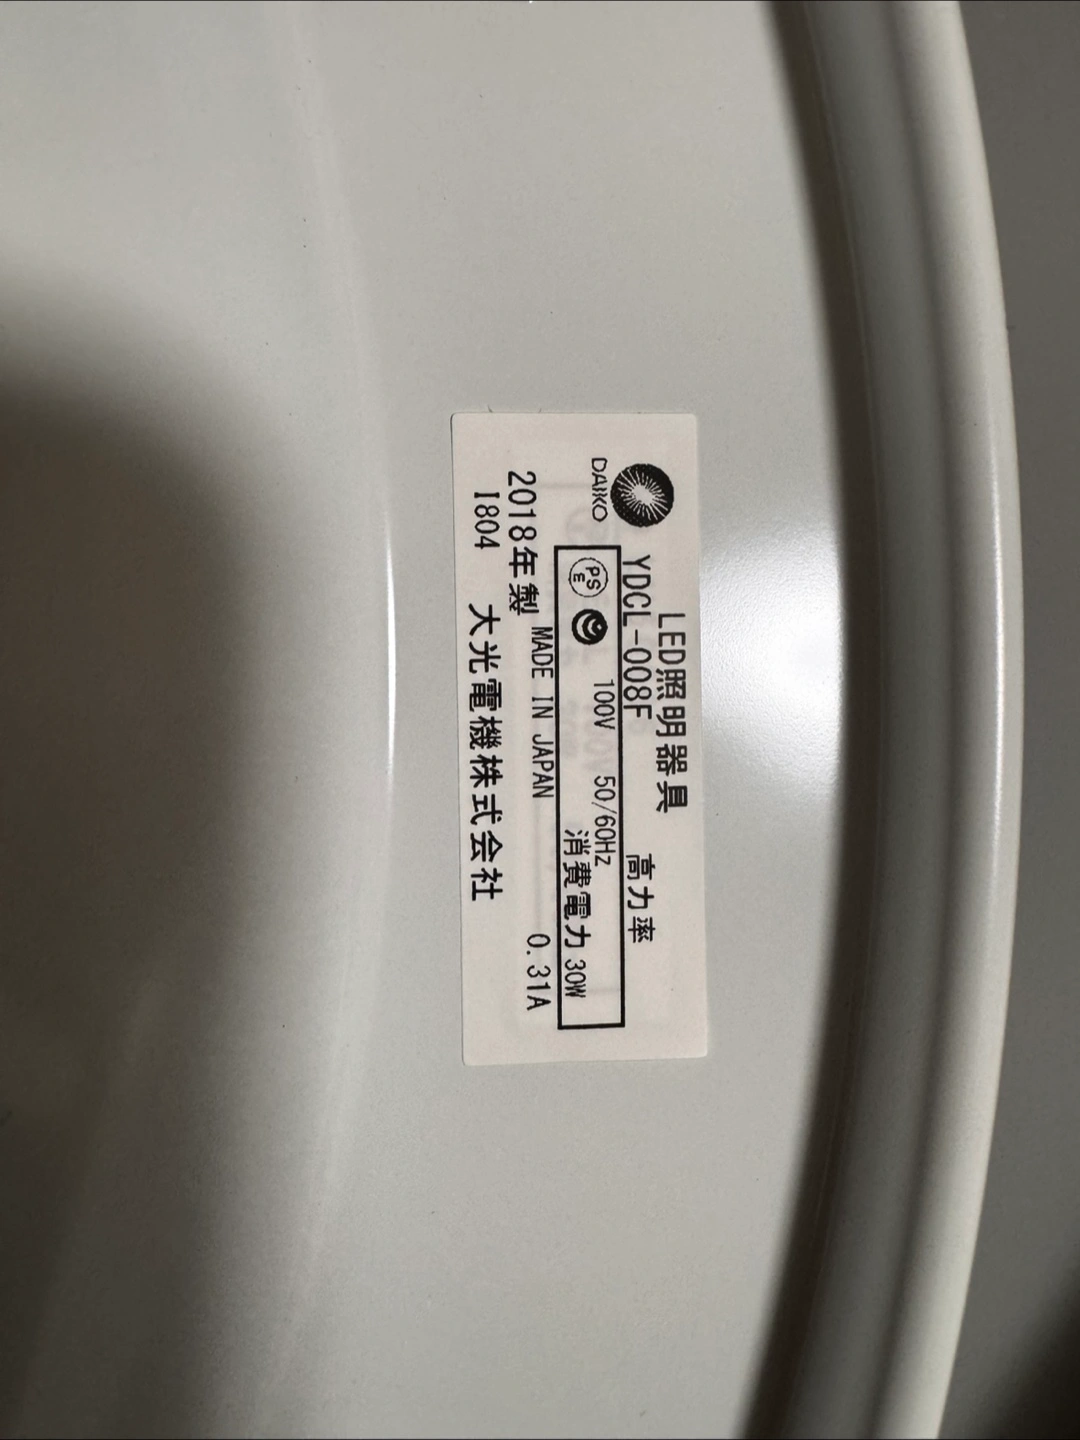 LED照明器具
DAIKO
YDCL-008F 高力率
PS
E
100V 50/60Hz
消費電力 30W
MADE IN JAPAN 0.31A
2018年製
I804 大光電機株式会社